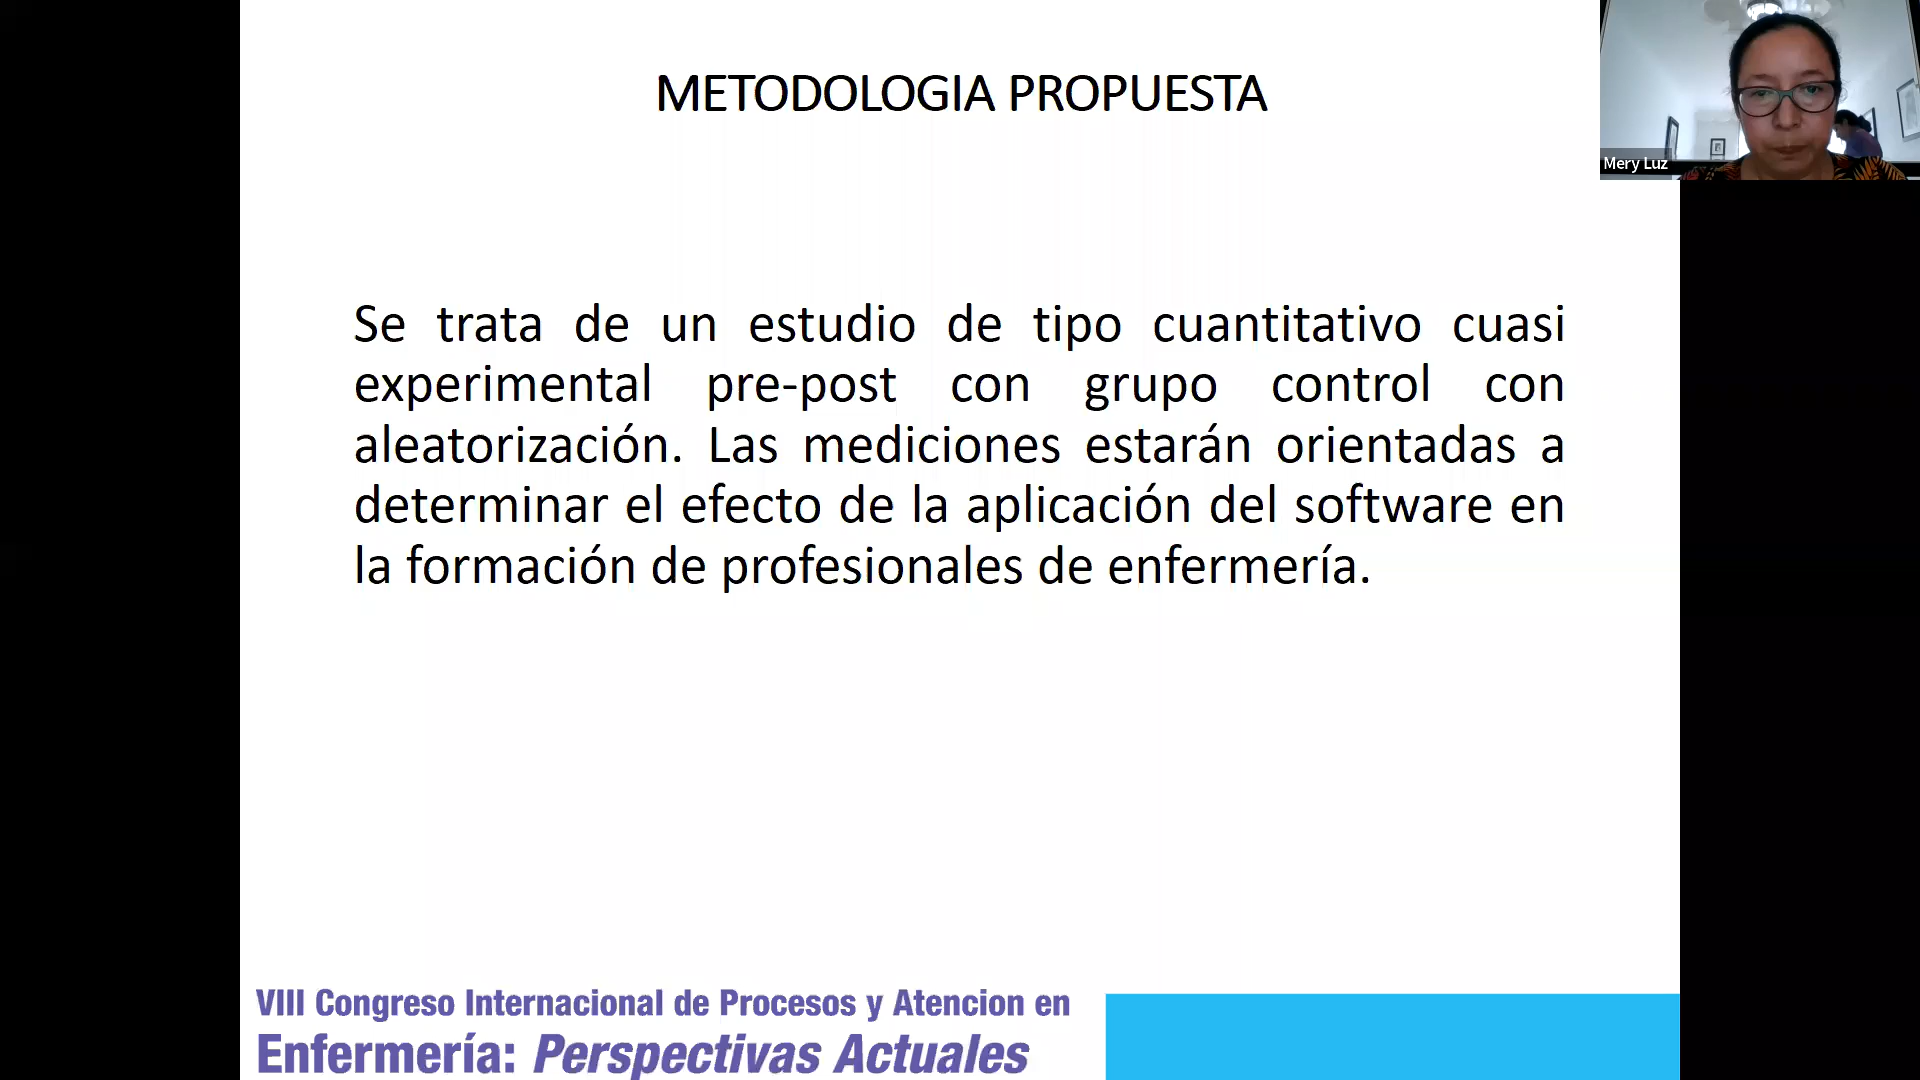 METODOLOGIA PROPUESTA
Mery Luz
Se trata de un estudio de tipo cuantitativo cuasi
experimental pre-post con grupo control con
aleatorización. Las mediciones estarán orientadas a
determinar el efecto de la aplicación del software en
la formación de profesionales de enfermería.
VIII Congreso Internacional de Procesos y Atencion en
Enfermería: Perspectivas Actuales